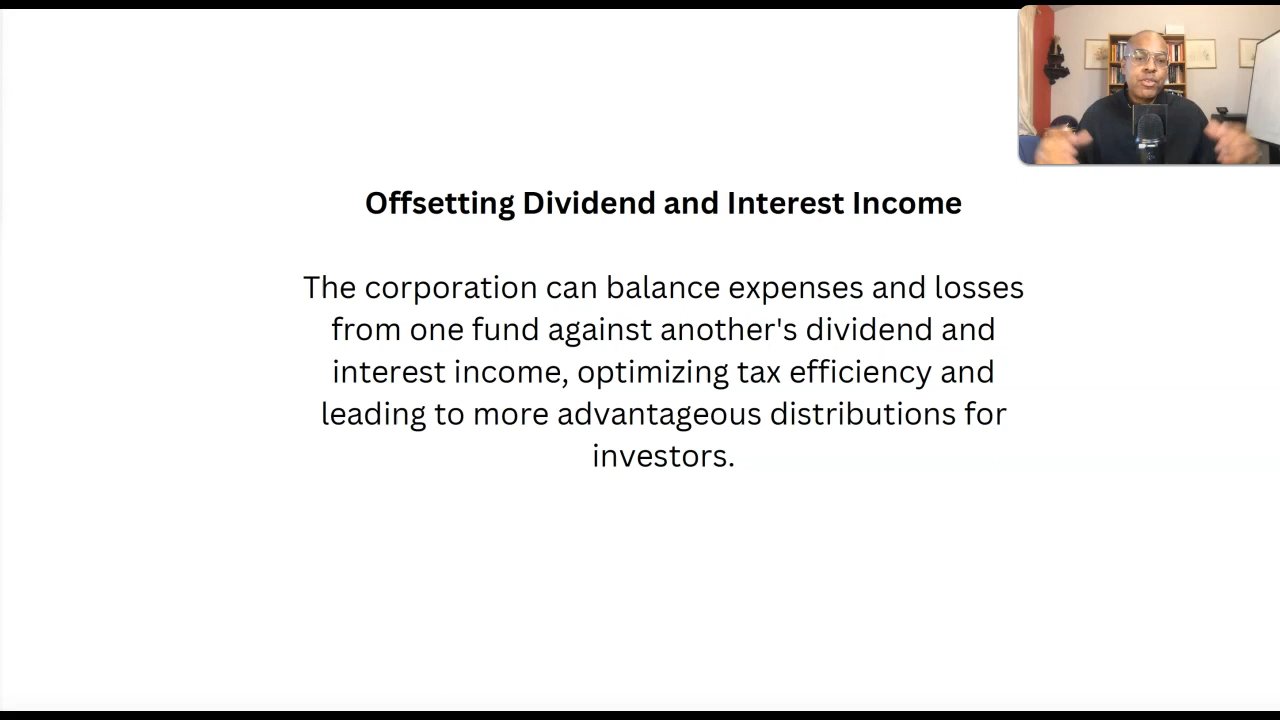 Offsetting Dividend and Interest Income
The corporation can balance expenses and losses
from one fund against another's dividend and
interest income, optimizing tax efficiency and
leading to more advantageous distributions for
investors.